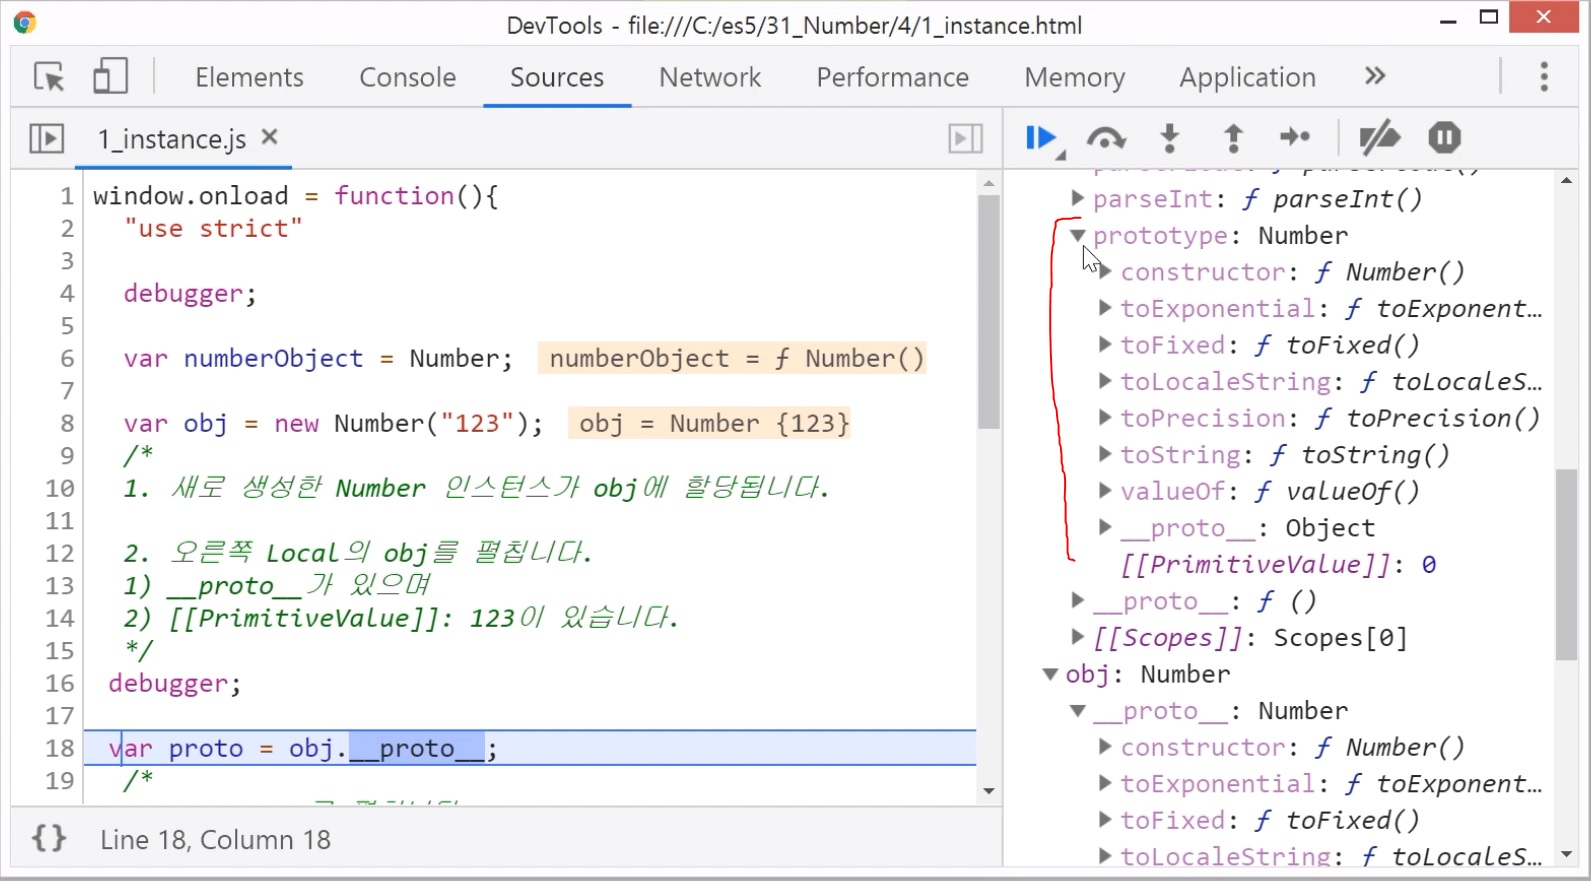 DevTools - file:///C:/es5/31_Number/4/1_instance.html
Elements Console Sources Network Performance Memory Application »
1_instance.js ×
1 window.onload = function(){
2 "use strict"
3
4 debugger;
5
6 var numberObject = Number; numberObject = ƒ Number()
7
8 var obj = new Number("123"); obj = Number {123}
9 /*
10 1. 새로 생성한 Number 인스턴스가 obj에 할당됩니다.
11
12 2. 오른쪽 Local의 obj를 펼칩니다.
13 1) __proto__가 있으며
14 2) [[PrimitiveValue]]: 123이 있습니다.
15 */
16 debugger;
17
18 var proto = obj.__proto__;
19 /*
{} Line 18, Column 18
parseInt: ƒ parseInt()
prototype: Number
constructor: ƒ Number()
toExponential: ƒ toExponent…
toFixed: ƒ toFixed()
toLocaleString: ƒ toLocaleS…
toPrecision: ƒ toPrecision()
toString: ƒ toString()
valueOf: ƒ valueOf()
__proto__: Object
[[PrimitiveValue]]: 0
__proto__: ƒ ()
[[Scopes]]: Scopes[0]
obj: Number
__proto__: Number
constructor: ƒ Number()
toExponential: ƒ toExponent…
toFixed: ƒ toFixed()
toLocaleString: ƒ toLocaleS…